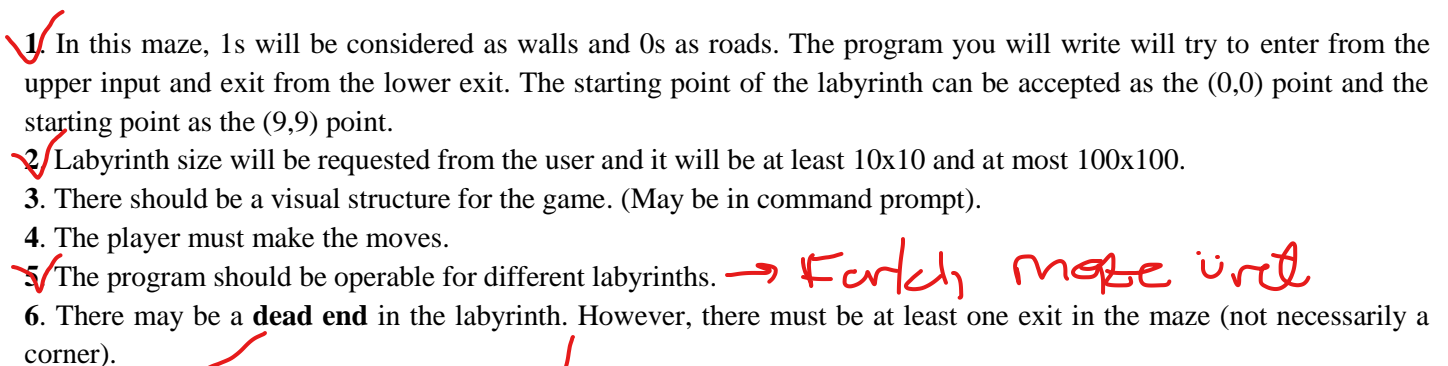 1. In this maze, 1s will be considered as walls and 0s as roads. The program you will write will try to enter from the
upper input and exit from the lower exit. The starting point of the labyrinth can be accepted as the (0,0) point and the
starting point as the (9,9) point.
2. Labyrinth size will be requested from the user and it will be at least 10x10 and at most 100x100.
3. There should be a visual structure for the game. (May be in command prompt).
4. The player must make the moves.
5. The program should be operable for different labyrinths. → Farklı maze üret
6. There may be a dead end in the labyrinth. However, there must be at least one exit in the maze (not necessarily a
corner).